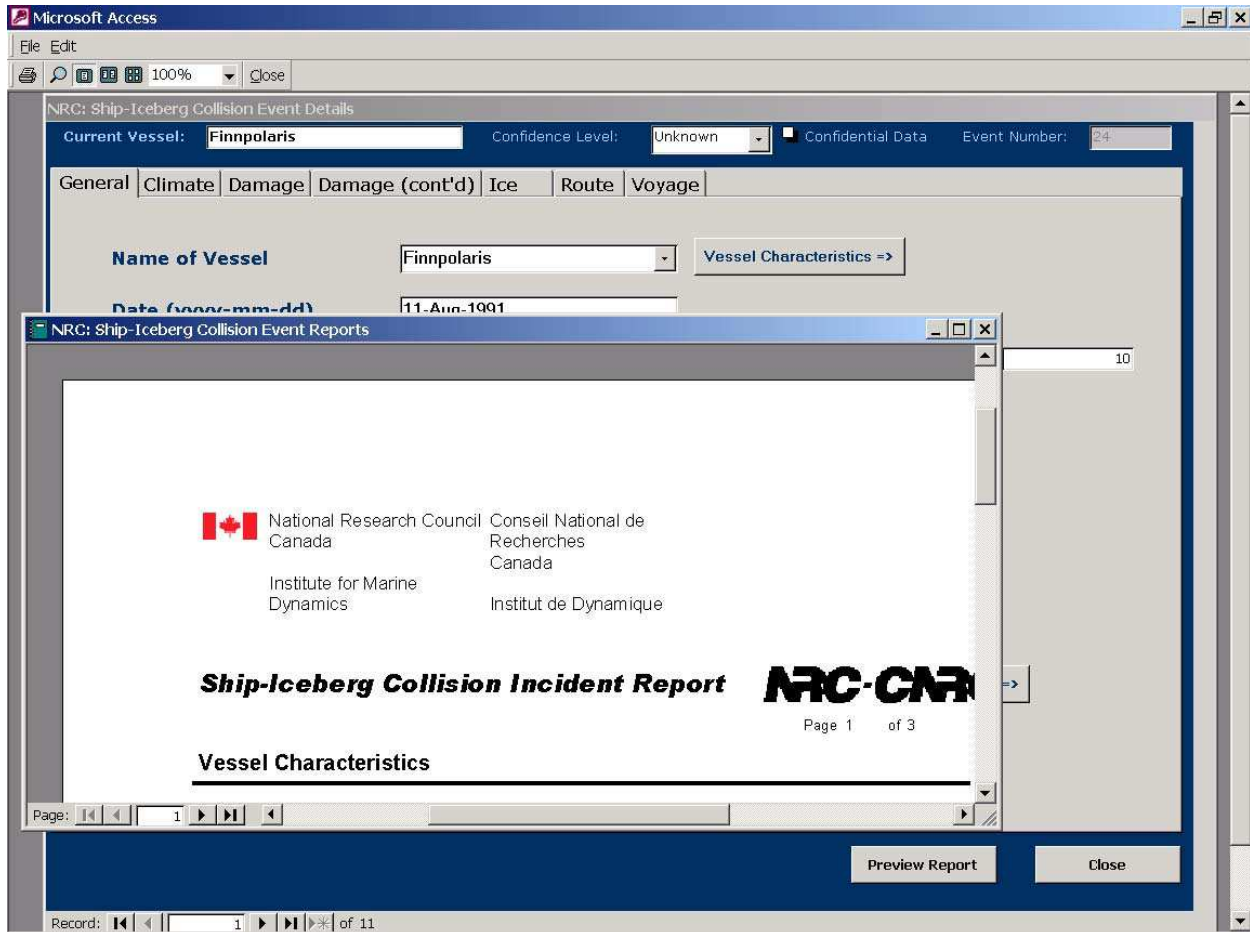 Microsoft Access
File Edit
100% Close
NRC: Ship-Iceberg Collision Event Details
Current Vessel: Finnpolaris Confidence Level: Unknown Confidential Data Event Number: 24
General Climate Damage Damage (cont'd) Ice Route Voyage
Name of Vessel Finnpolaris Vessel Characteristics =>
Date (yyyy-mm-dd) 11-Aug-1991
NRC: Ship-Iceberg Collision Event Reports
10
National Research Council Conseil National de
Canada Recherches
Canada
Institute for Marine
Dynamics Institut de Dynamique
Ship-Iceberg Collision Incident Report NRC-CNRC
=>
Page 1 of 3
Vessel Characteristics
Page: 1
Preview Report Close
Record: 1 of 11